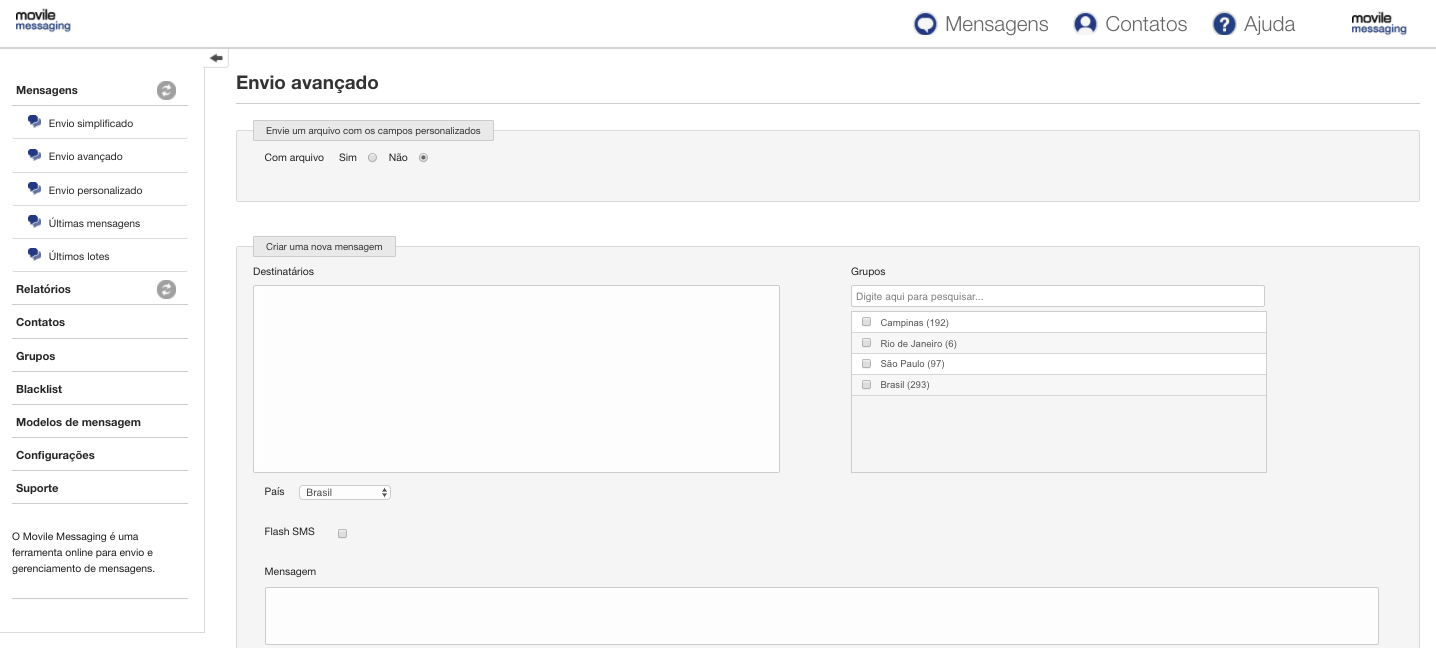 movile
messaging
Mensagens
Contatos
Ajuda
movile
messaging
Mensagens
Envio simplificado
Envio avançado
Envio personalizado
Últimas mensagens
Últimos lotes
Relatórios
Contatos
Grupos
Blacklist
Modelos de mensagem
Configurações
Suporte
O Movile Messaging é uma
ferramenta online para envio e
gerenciamento de mensagens.
Envio avançado
Envie um arquivo com os campos personalizados
Com arquivo Sim Não
Criar uma nova mensagem
Destinatários
Grupos
Digite aqui para pesquisar...
Campinas (192)
Rio de Janeiro (6)
São Paulo (97)
Brasil (293)
País Brasil
Flash SMS
Mensagem